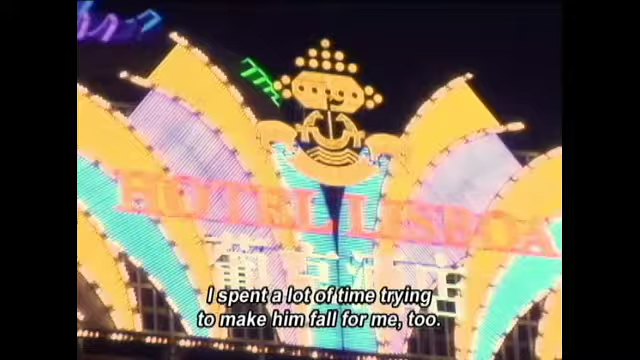 HOTEL LISBOA
I spent a lot of time trying
to make him fall for me, too.